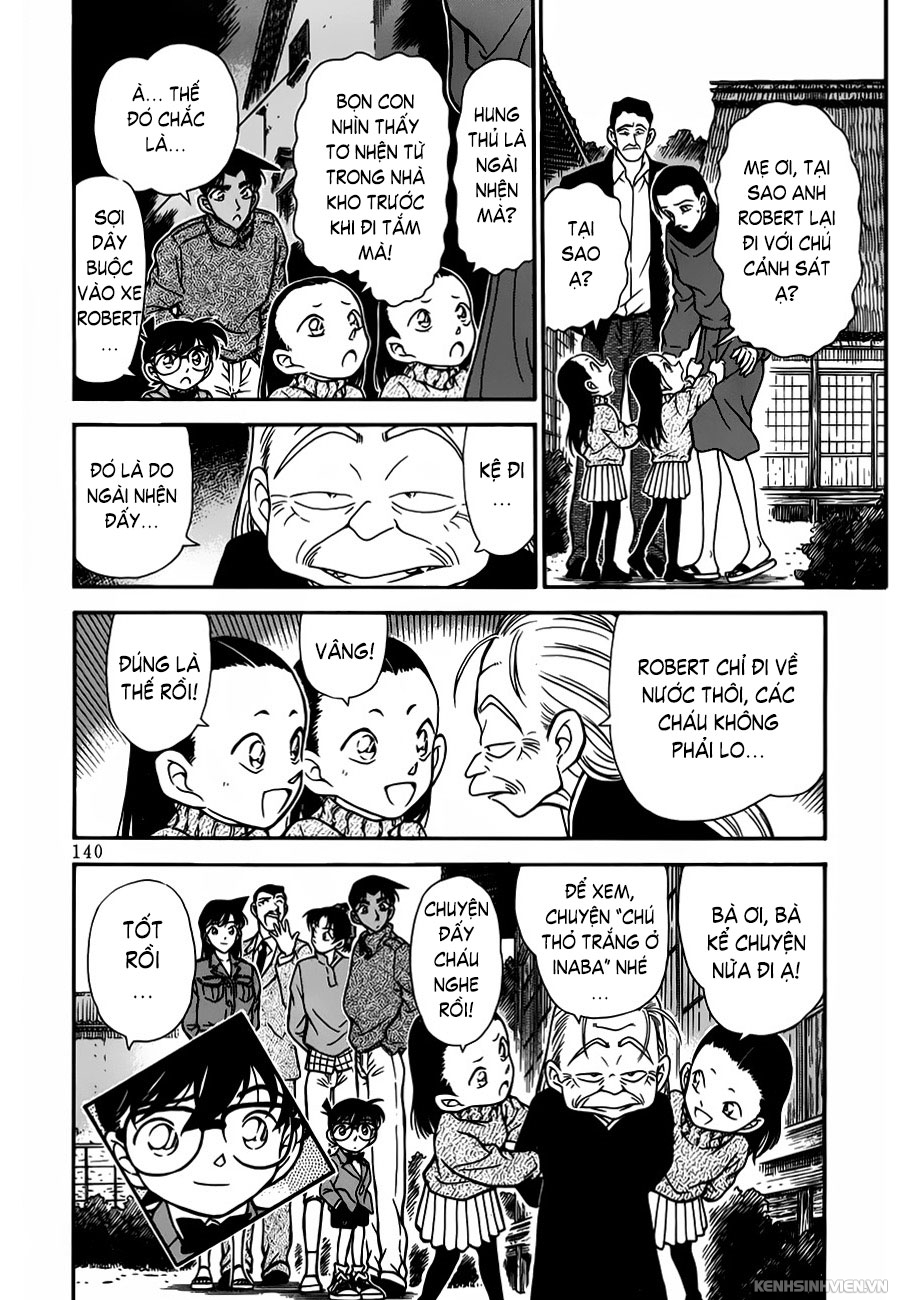 MẸ ƠI, TẠI
SAO ANH
ROBERT LẠI
ĐI VỚI CHÚ
CẢNH SÁT
Ạ?
TẠI
SAO
Ạ?
HUNG
THỦ LÀ
NGÀI
NHỆN
MÀ?
BỌN CON
NHÌN THẤY
TƠ NHỆN TỪ
TRONG NHÀ
KHO TRƯỚC
KHI ĐI TẮM
MÀ!
À... THẾ
ĐÓ CHẮC
LÀ...
SỢI
DÂY
BUỘC
VÀO XE
ROBERT
...
KỆ ĐI
...
ĐÓ LÀ DO
NGÀI NHỆN
ĐẤY...
ROBERT CHỈ ĐI VỀ
NƯỚC THÔI, CÁC
CHÁU KHÔNG
PHẢI LO...
VÂNG!
ĐÚNG LÀ
THẾ RỒI!
140
BÀ ƠI, BÀ
KỂ CHUYỆN
NỮA ĐI Ạ!
ĐỂ XEM,
CHUYỆN “CHÚ
THỎ TRẮNG Ở
INABA” NHÉ
...
CHUYỆN
ĐẤY
CHÁU
NGHE
RỒI!
TỐT
RỒI
...
KENHSINHVIEN.VN